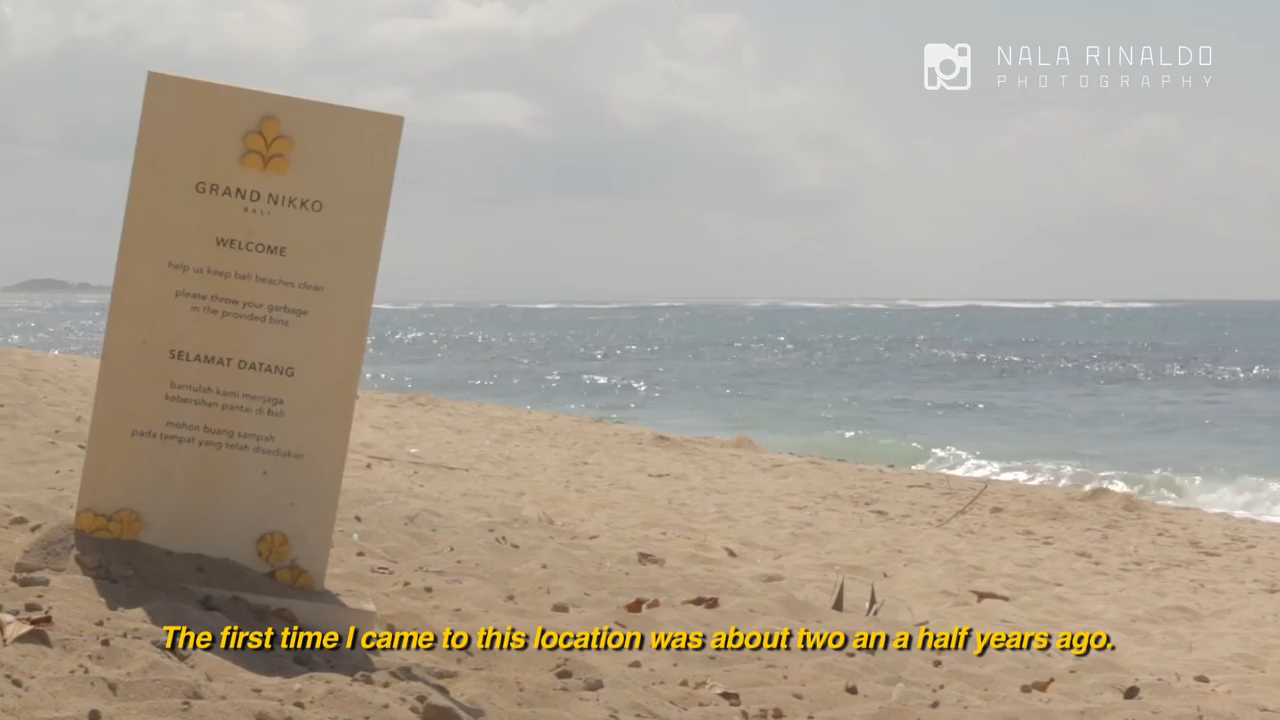 NALA RINALDO
PHOTOGRAPHY
GRAND NIKKO
BALI
WELCOME
help us keep bali beaches clean
please throw your garbage
in the provided bins
SELAMAT DATANG
bantulah kami menjaga
kebersihan pantai di bali
mohon buang sampah
pada tempat yang telah disediakan
The first time I came to this location was about two an a half years ago.